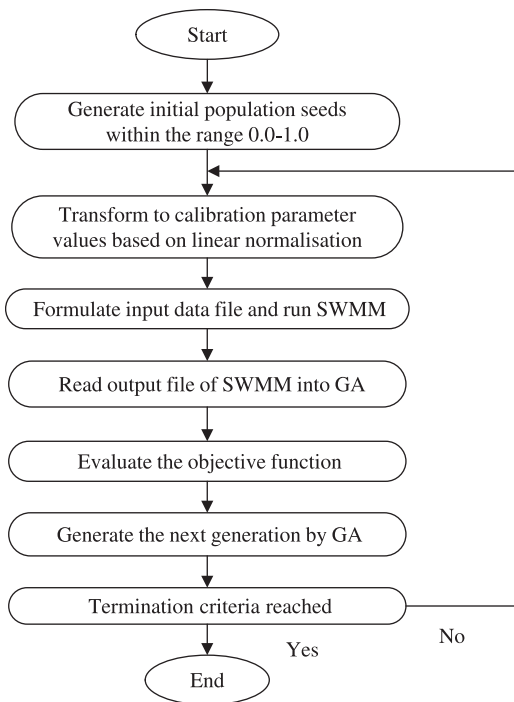 Start
Generate initial population seeds
within the range 0.0-1.0
Transform to calibration parameter
values based on linear normalisation
Formulate input data file and run SWMM
Read output file of SWMM into GA
Evaluate the objective function
Generate the next generation by GA
Termination criteria reached
Yes
No
End